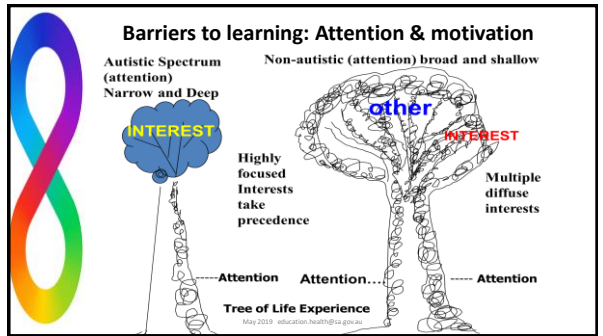 Barriers to learning: Attention & motivation
Autistic Spectrum
(attention)
Narrow and Deep
Non-autistic (attention) broad and shallow
INTEREST
other
INTEREST
Highly
focused
Interests
take
precedence
Multiple
diffuse
interests
-----Attention
Attention....
----- Attention
Tree of Life Experience
May 2019 education.health@sa.gov.au